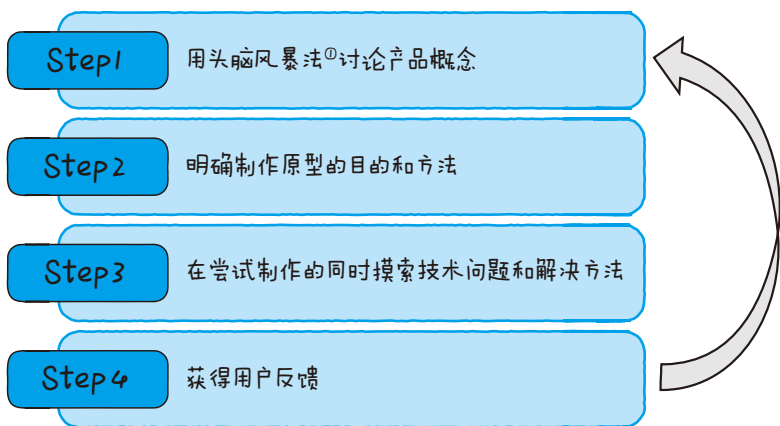 Step1
用头脑风暴法①讨论产品概念
Step2
明确制作原型的目的和方法
Step3
在尝试制作的同时摸索技术问题和解决方法
Step4
获得用户反馈